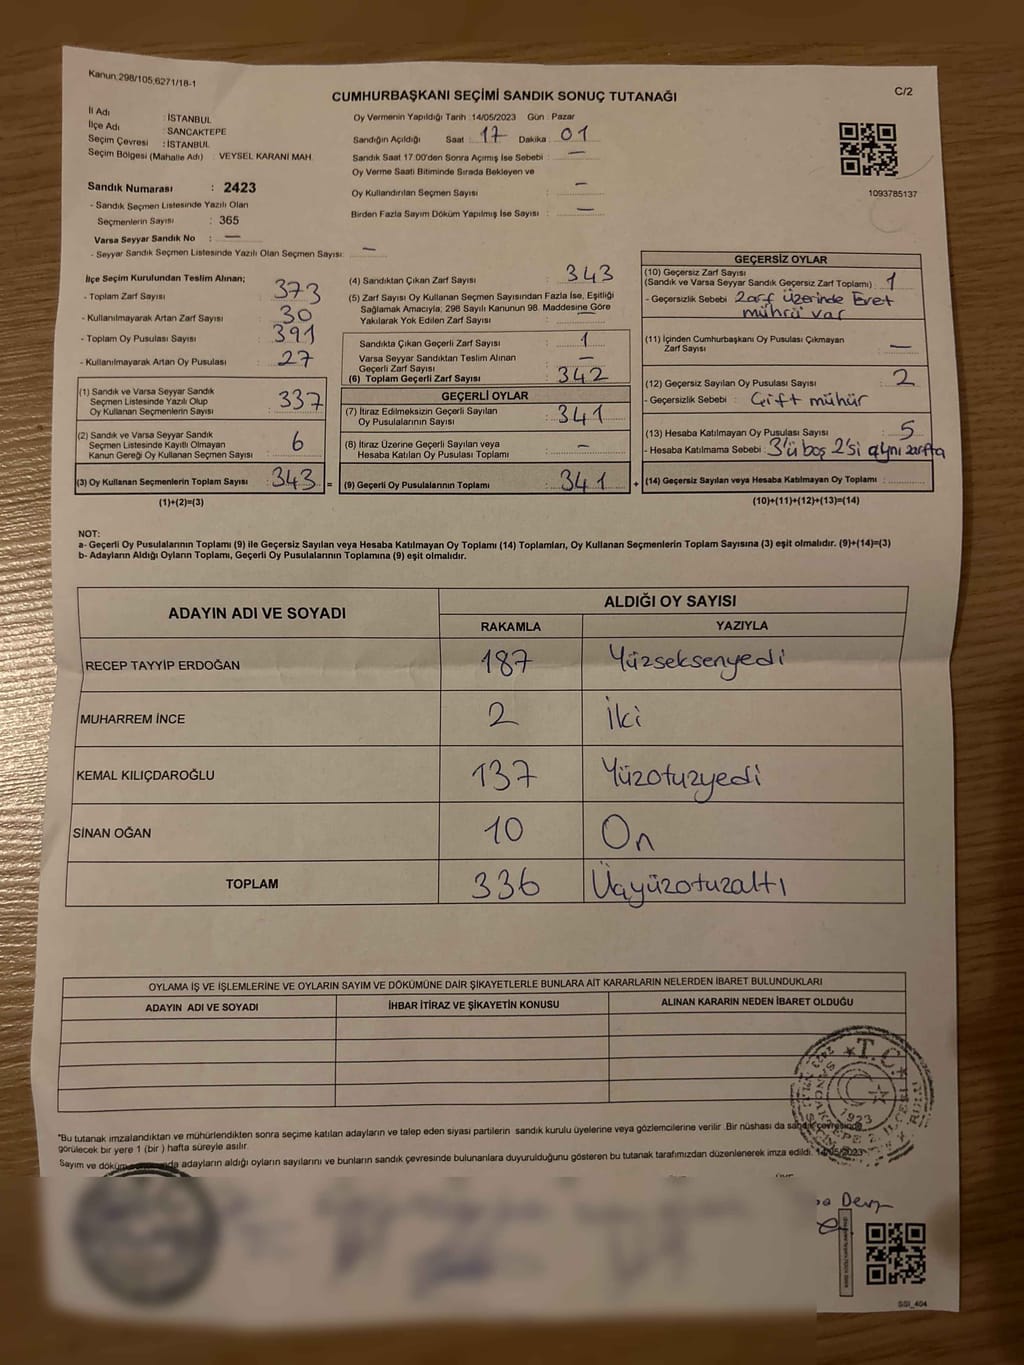 Kanun.298/105,6271/18-1
CUMHURBAŞKANI SEÇİMİ SANDIK SONUÇ TUTANAĞI
C/2
İl Adı : İSTANBUL
İlçe Adı : SANCAKTEPE
Seçim Çevresi : İSTANBUL
Seçim Bölgesi (Mahalle Adı) : VEYSEL KARANİ MAH.
Sandık Numarası : 2423
- Sandık Seçmen Listesinde Yazılı Olan
Seçmenlerin Sayısı : 365
Varsa Seyyar Sandık No : —
- Seyyar Sandık Seçmen Listesinde Yazılı Olan Seçmen Sayısı: —
Oy Vermenin Yapıldığı Tarih :14/05/2023 Gün : Pazar
Sandığın Açıldığı Saat : 17 Dakika : 01
Sandık Saat 17:00'den Sonra Açımış İse Sebebi : —
Oy Verme Saati Bitiminde Sırada Bekleyen ve
Oy Kullandırılan Seçmen Sayısı : —
Birden Fazla Sayım Döküm Yapılmış İse Sayısı : —
1093785137
İlçe Seçim Kurulundan Teslim Alınan;
- Toplam Zarf Sayısı : 373
- Kullanılmayarak Artan Zarf Sayısı : 30
- Toplam Oy Pusulası Sayısı : 391
- Kullanılmayarak Artan Oy Pusulası : 27
(1) Sandık ve Varsa Seyyar Sandık
Seçmen Listesinde Yazılı Olup
Oy Kullanan Seçmenlerin Sayısı : 337
(2) Sandık ve Varsa Seyyar Sandık
Seçmen Listesinde Kayıtlı Olmayan
Kanun Gereği Oy Kullanan Seçmen Sayısı : 6
(3) Oy Kullanan Seçmenlerin Toplam Sayısı : 343 =
(1)+(2)=(3)
(4) Sandıktan Çıkan Zarf Sayısı : 343
(5) Zarf Sayısı Oy Kullanan Seçmen Sayısından Fazla İse, Eşitliği
Sağlamak Amacıyla; 298 Sayılı Kanunun 98. Maddesine Göre
Yakılarak Yok Edilen Zarf Sayısı :
Sandıkta Çıkan Geçerli Zarf Sayısı : 1
Varsa Seyyar Sandıktan Teslim Alınan
Geçerli Zarf Sayısı : —
(6) Toplam Geçerli Zarf Sayısı : 342
GEÇERLİ OYLAR
(7) İtiraz Edilmeksizin Geçerli Sayılan
Oy Pusulalarının Sayısı : 341
(8) İtiraz Üzerine Geçerli Sayılan veya
Hesaba Katılan Oy Pusulası Toplamı : —
(9) Geçerli Oy Pusulalarının Toplamı : 341 +
GEÇERSİZ OYLAR
(10) Geçersiz Zarf Sayısı
(Sandık ve Varsa Seyyar Sandık Geçersiz Zarf Toplamı) : 1
- Geçersizlik Sebebi : Zarf Üzerinde Evet
mührü var
(11) İçinden Cumhurbaşkanı Oy Pusulası Çıkmayan
Zarf Sayısı : —
(12) Geçersiz Sayılan Oy Pusulası Sayısı : 2
- Geçersizlik Sebebi : Çift mühür
(13) Hesaba Katılmayan Oy Pusulası Sayısı : 5
- Hesaba Katılmama Sebebi : 3'ü boş 2'si aynı zarfta
(14) Geçersiz Sayılan veya Hesaba Katılmayan Oy Toplamı :
(10)+(11)+(12)+(13)=(14)
NOT:
a- Geçerli Oy Pusulalarının Toplamı (9) ile Geçersiz Sayılan veya Hesaba Katılmayan Oy Toplamı (14) Toplamları, Oy Kullanan Seçmenlerin Toplam Sayısına (3) eşit olmalıdır. (9)+(14)=(3)
b- Adayların Aldığı Oyların Toplamı, Geçerli Oy Pusulalarının Toplamına (9) eşit olmalıdır.
ADAYIN ADI VE SOYADI ALDIĞI OY SAYISI
RAKAMLA YAZIYLA
RECEP TAYYİP ERDOĞAN 187 Yüzseksenyedi
MUHARREM İNCE 2 İki
KEMAL KILIÇDAROĞLU 137 Yüzotuzyedi
SİNAN OĞAN 10 On
TOPLAM 336 Üçyüzotuzaltı
OYLAMA İŞ VE İŞLEMLERİNE VE OYLARIN SAYIM VE DÖKÜMÜNE DAİR ŞİKAYETLERLE BUNLARA AİT KARARLARIN NELERDEN İBARET BULUNDUKLARI
ADAYIN ADI VE SOYADI İHBAR İTİRAZ VE ŞİKAYETİN KONUSU ALINAN KARARIN NEDEN İBARET OLDUĞU
T.C.
1923
*Bu tutanak imzalandıktan ve mühürlendikten sonra seçime katılan adayların ve talep eden siyasi partilerin sandık kurulu üyelerine veya gözlemcilerine verilir .Bir nüshası da sandık çevresinde
görülecek bir yere 1 (bir ) hafta süreyle asılır.
Sayım ve döküm adayların aldığı oyların sayılarını ve bunların sandık çevresinde bulunanlara duyurulduğunu gösteren bu tutanak tarafımızdan düzenlenerek imza edildi. 14/05/2023
SSI_404